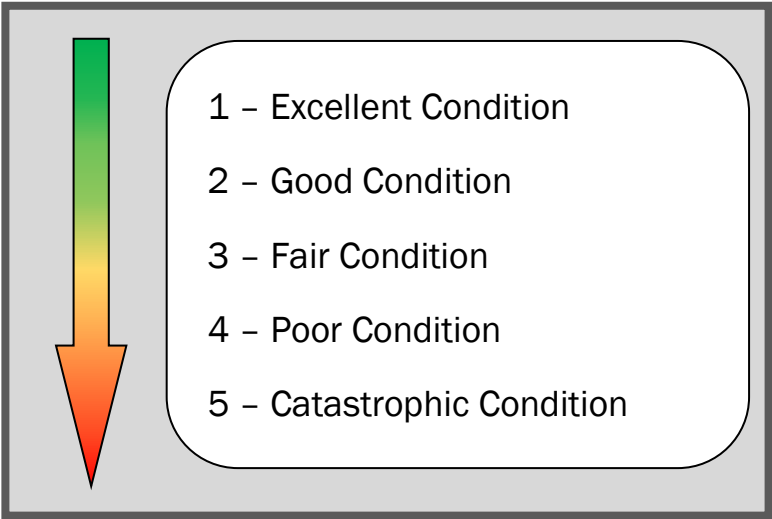 1 – Excellent Condition
2 – Good Condition
3 – Fair Condition
4 – Poor Condition
5 – Catastrophic Condition